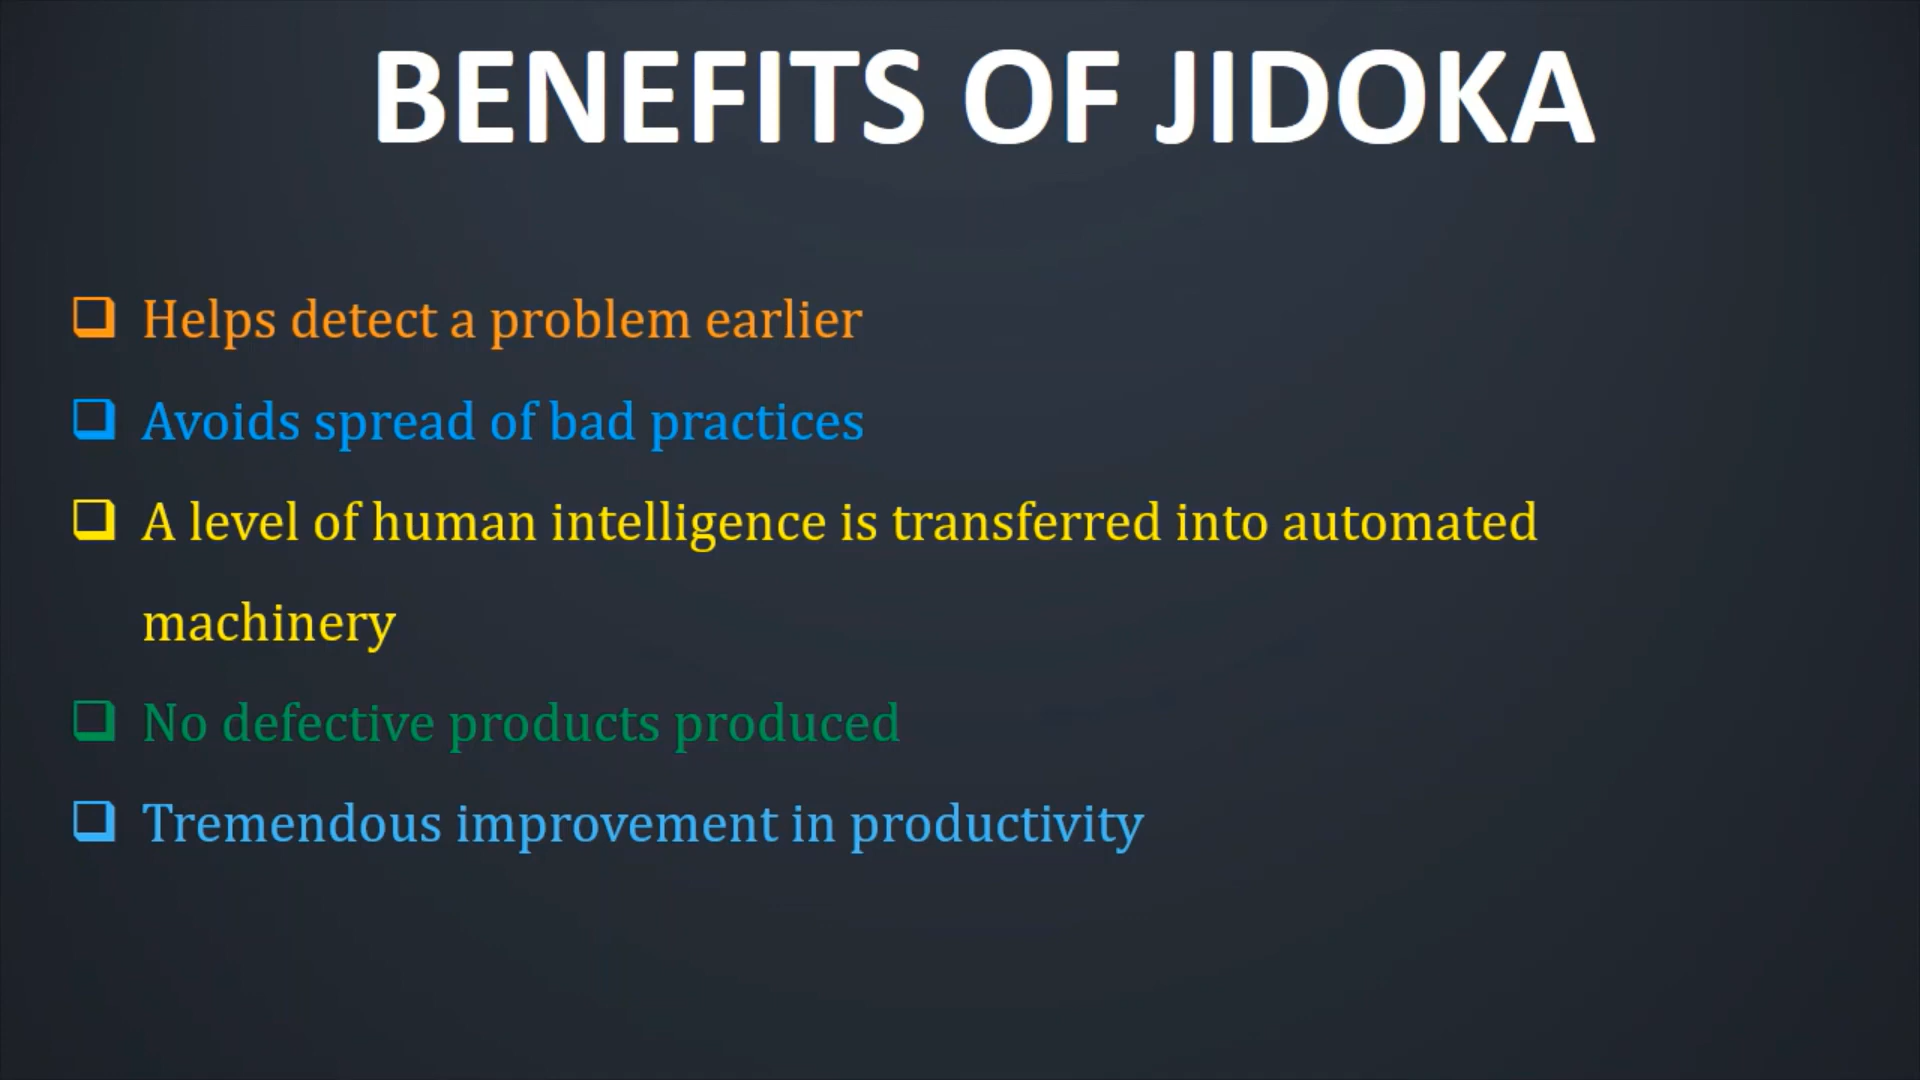 BENEFITS OF JIDOKA
Helps detect a problem earlier
Avoids spread of bad practices
A level of human intelligence is transferred into automated
machinery
No defective products produced
Tremendous improvement in productivity